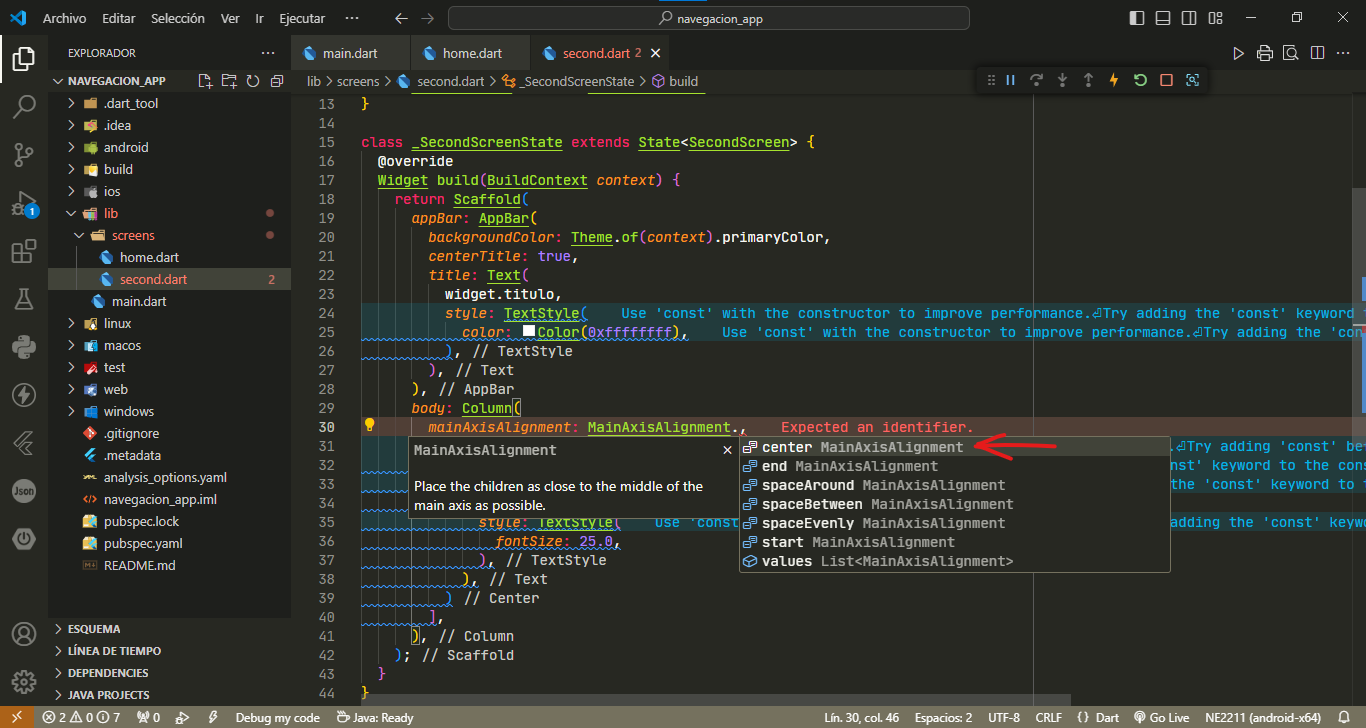 Archivo Editar Selección Ver Ir Ejecutar ··· navegacion_app
EXPLORADOR ···
main.dart home.dart second.dart 2
NAVEGACION_APP
lib > screens > second.dart > _SecondScreenState > build
.dart_tool
.idea
android
build
ios
lib
screens
home.dart
second.dart 2
main.dart
linux
macos
test
web
windows
.gitignore
.metadata
analysis_options.yaml
navegacion_app.iml
pubspec.lock
pubspec.yaml
README.md
ESQUEMA
LÍNEA DE TIEMPO
DEPENDENCIES
JAVA PROJECTS
1
Json
13 }
14
15 class _SecondScreenState extends State<SecondScreen> {
16 @override
17 Widget build(BuildContext context) {
18 return Scaffold(
19 appBar: AppBar(
20 backgroundColor: Theme.of(context).primaryColor,
21 centerTitle: true,
22 title: Text(
23 widget.titulo,
24 style: TextStyle( Use 'const' with the constructor to improve performance.⏎Try adding the 'const' keyword
25 color: Color(0xffffffff), Use 'const' with the constructor to improve performance.⏎Try adding the 'con
26 ), // TextStyle
27 ), // Text
28 ), // AppBar
29 body: Column(
30 mainAxisAlignment: MainAxisAlignment., Expected an identifier.
31 ⏎Try adding 'const' be
32 nst' keyword to the con
33 the 'const' keyword to
34
35 style: TextStyle( Use 'const adding the 'const' keywo
36 fontSize: 25.0,
37 ), // TextStyle
38 ), // Text
39 ) // Center
40 ],
41 ), // Column
42 ); // Scaffold
43 }
44 }
MainAxisAlignment
Place the children as close to the middle of the
main axis as possible.
center MainAxisAlignment
end MainAxisAlignment
spaceAround MainAxisAlignment
spaceBetween MainAxisAlignment
spaceEvenly MainAxisAlignment
start MainAxisAlignment
values List<MainAxisAlignment>
2 0 7 0 Debug my code Java: Ready Lín. 30, col. 46 Espacios: 2 UTF-8 CRLF {} Dart Go Live NE2211 (android-x64)